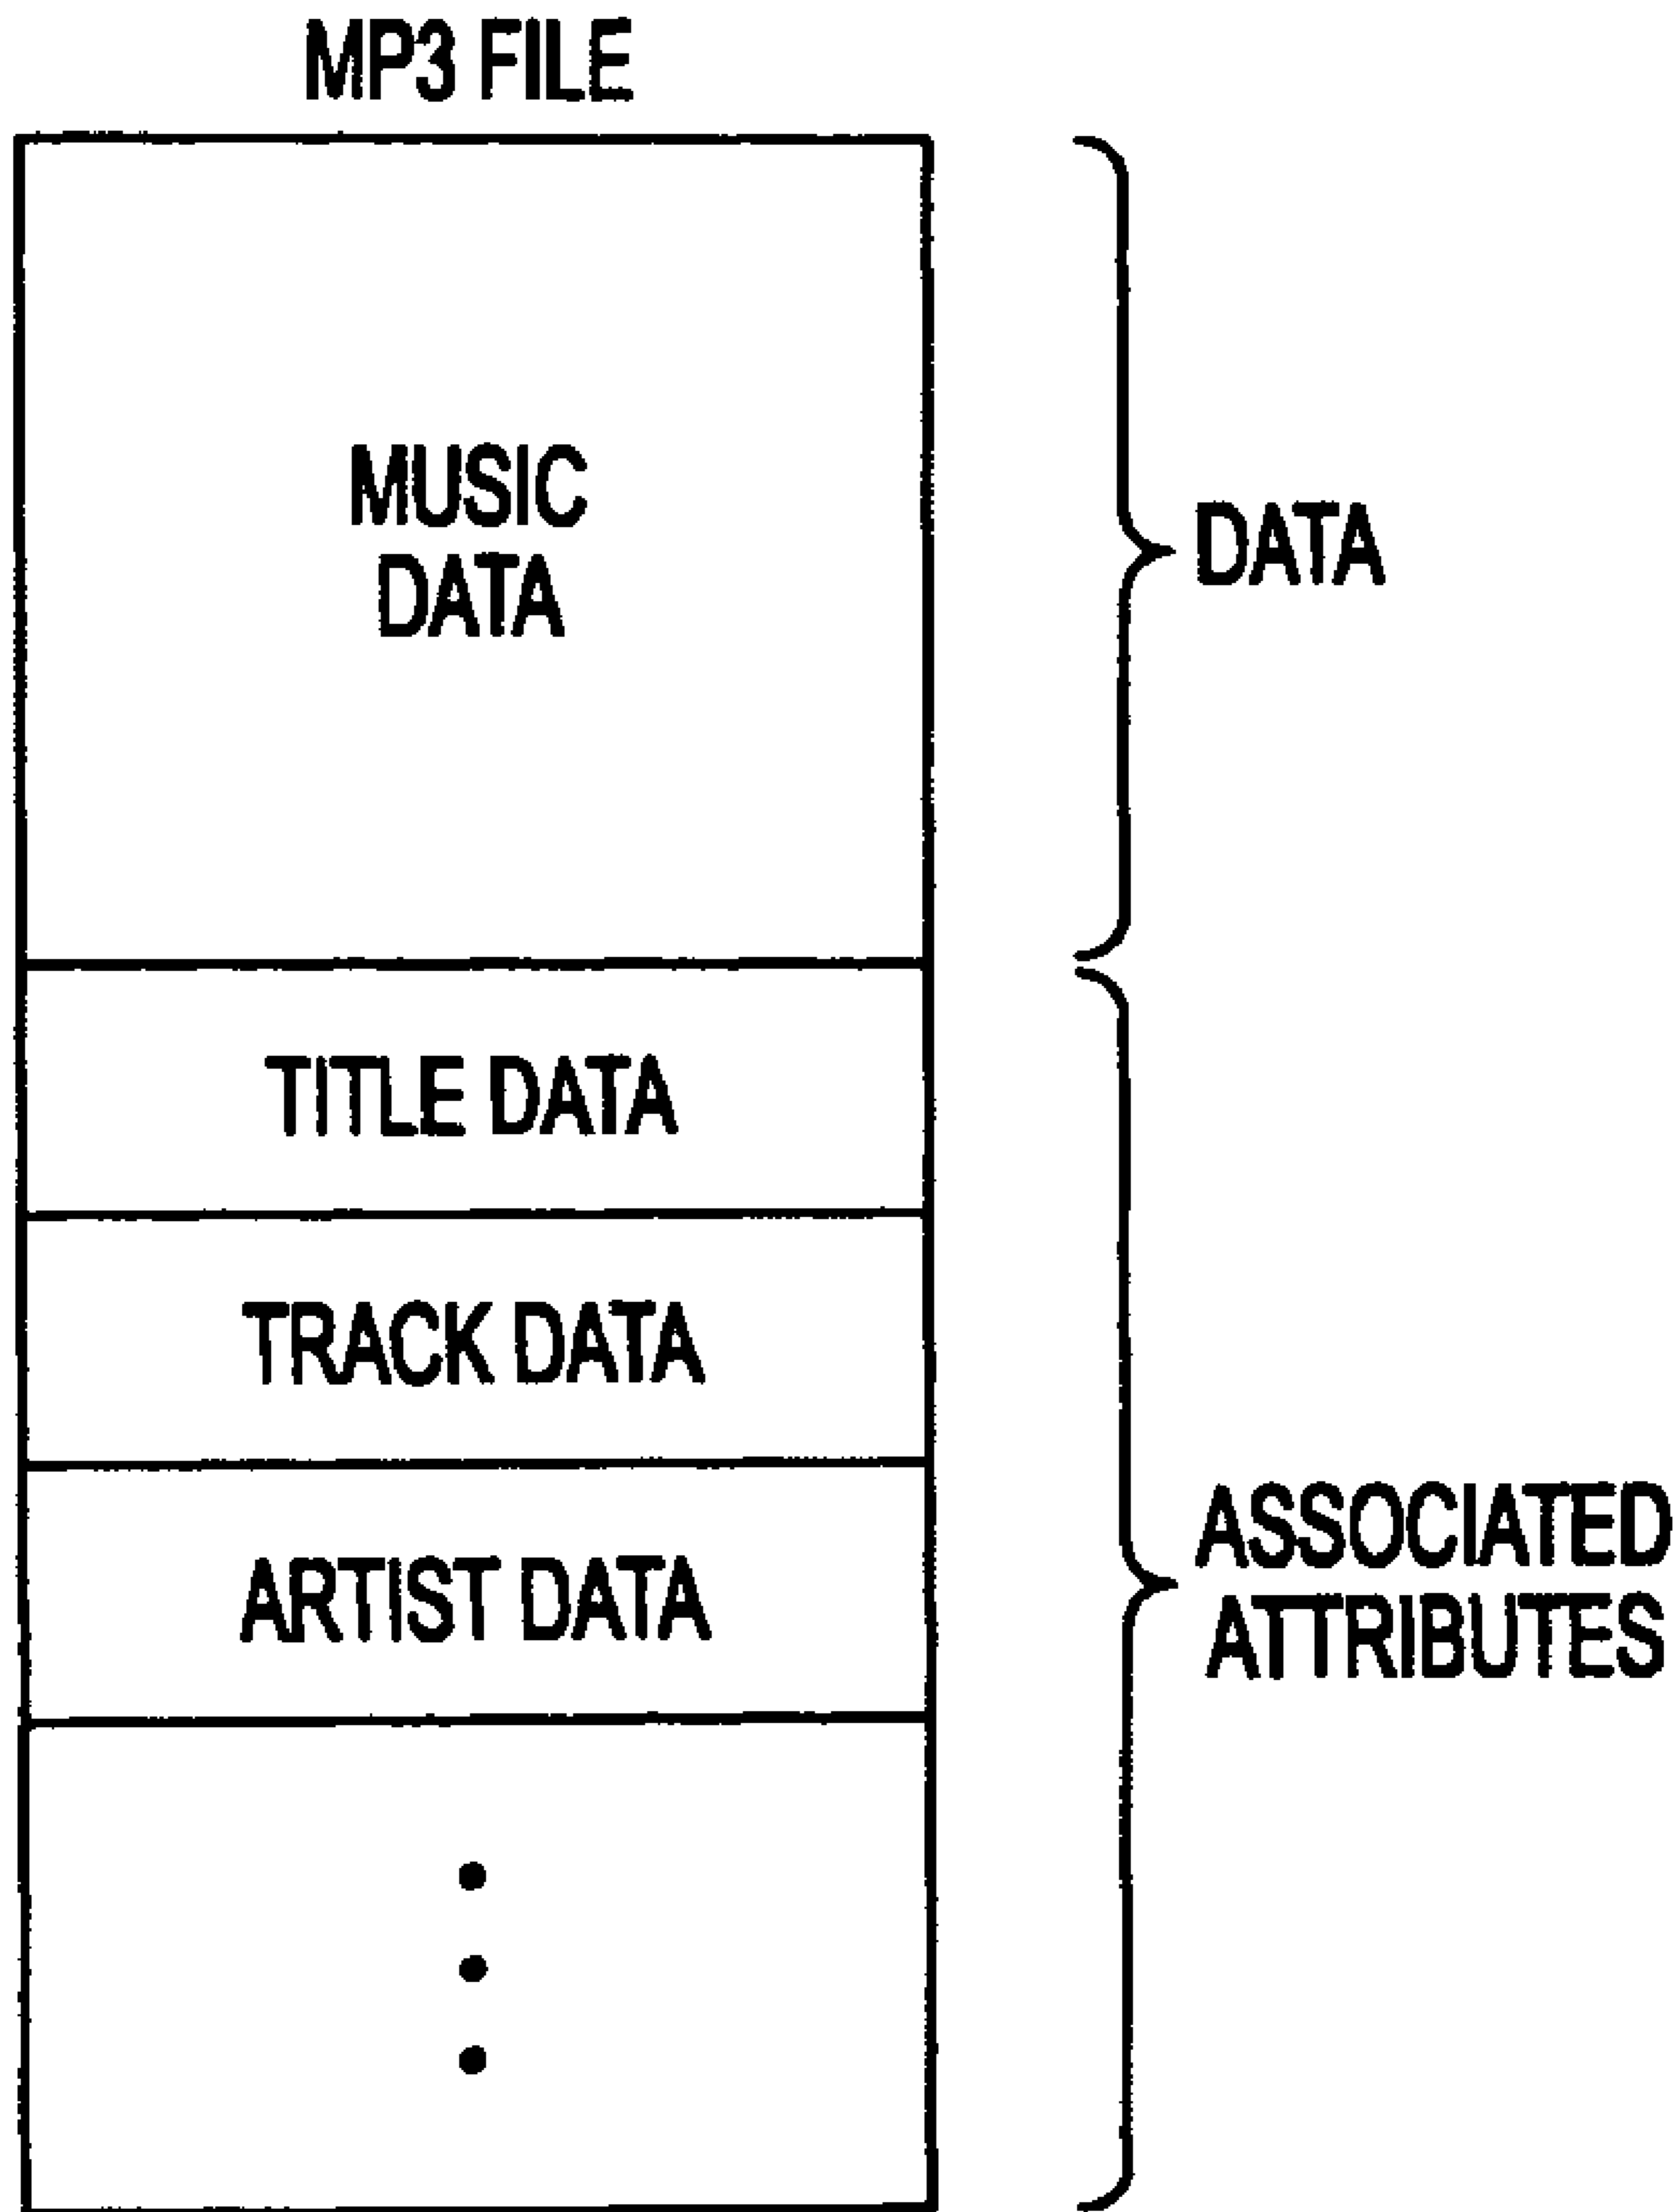 MP3 FILE
MUSIC
DATA
DATA
TITLE DATA
TRACK DATA
ARTIST DATA
ASSOCIATED
ATTRIBUTES